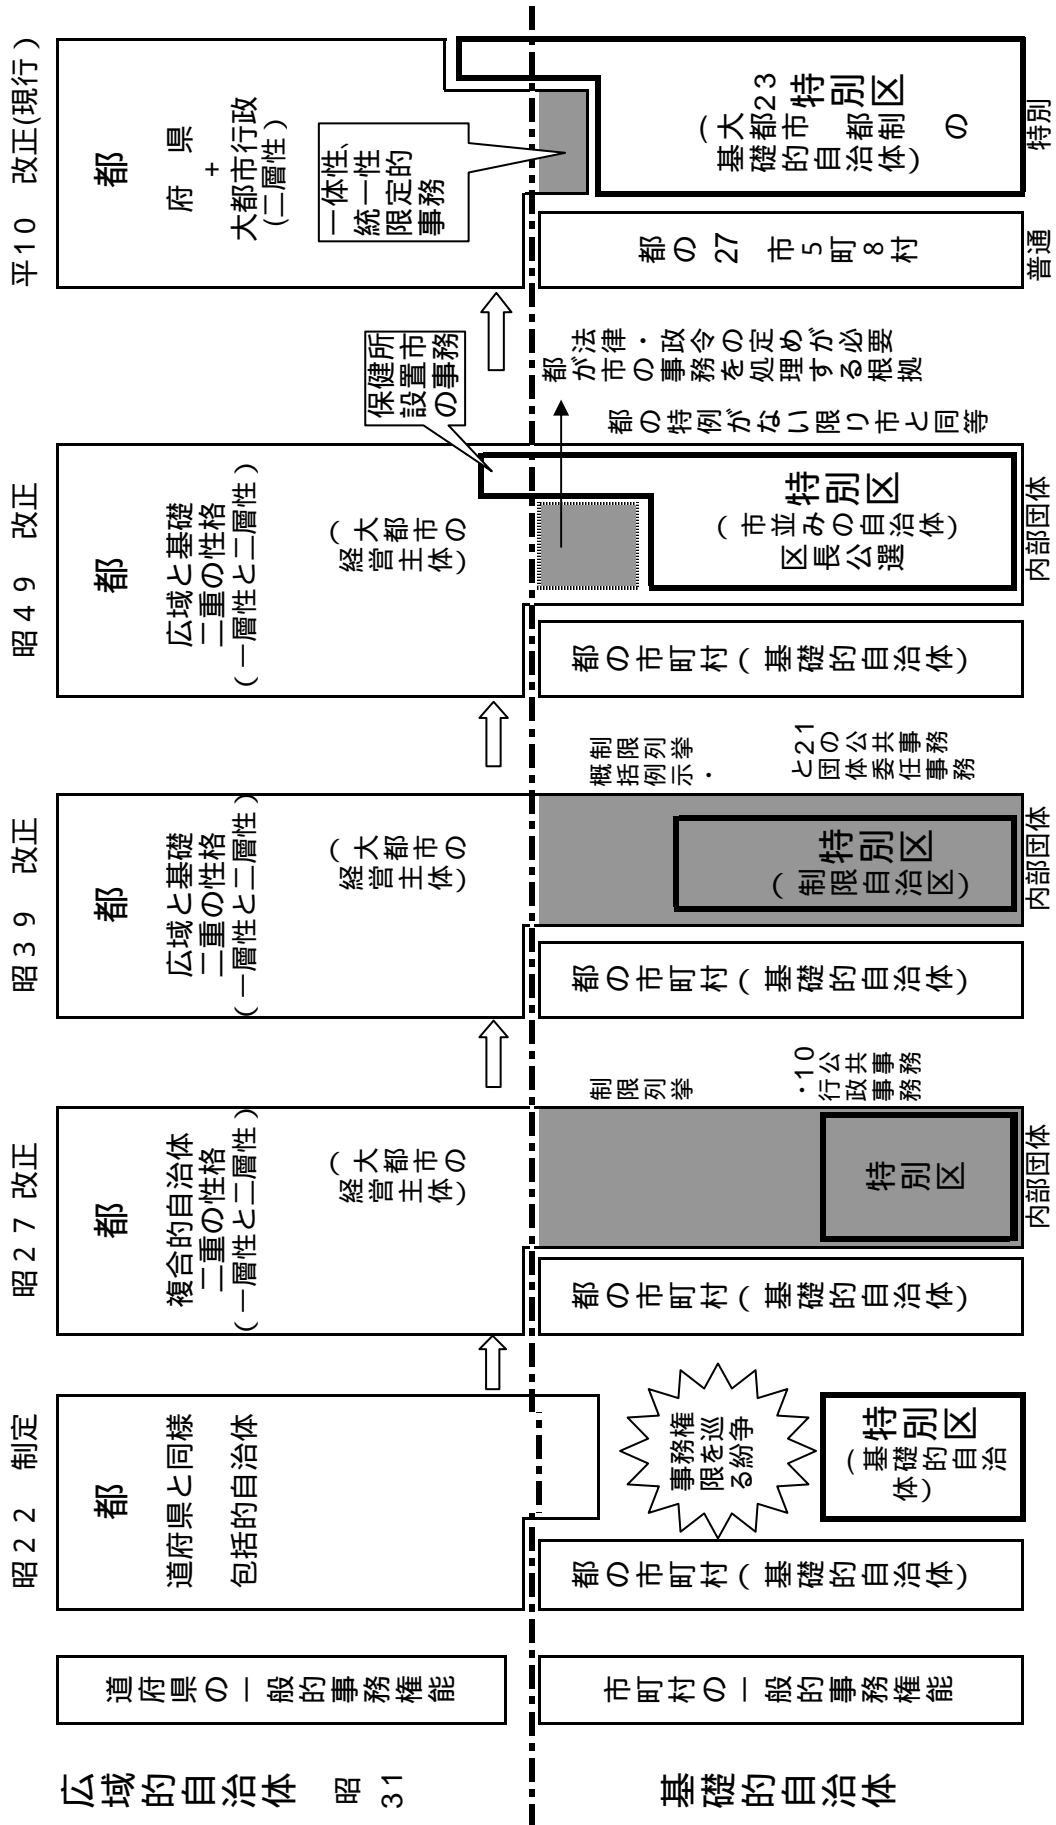 広域的自治体 昭
31
基礎的自治体
道府県の一般的事務権能
市町村の一般的事務権能
昭22 制定
都
道府県と同様
包括的自治体
都の市町村(基礎的自治体)
事務権
限を巡
る紛争
特別区
(基礎的自治
体)
昭27 改正
都
複合的自治体
二重の性格
(一層性と二層性)
(大都市の
経営主体)
都の市町村(基礎的自治体)
特別区
内部団体
制限列挙
・10
公共事務
行政事務
昭39 改正
都
広域と基礎
二重の性格
(一層性と二層性)
(大都市の
経営主体)
都の市町村(基礎的自治体)
特別区
(制限自治区)
内部団体
制限列挙
概括例示・
と21の公共事務
団体委任事務
昭49 改正
都
広域と基礎
二重の性格
(一層性と二層性)
(大都市の
経営主体)
都の市町村(基礎的自治体)
特別区
(市並みの自治体)
区長公選
内部団体
保健所
設置市
の事務
法律・政令の定めが必要
都が市の事務を処理する根拠
都の特例がない限り市と同等
平10 改正(現行)
都
府県
+
大都市行政
(二層性)
一体性、
統一性
限定的
事務
都の27市5町8村
普通
23
特別区
(大都市 都制の
基礎的自治体)
特別